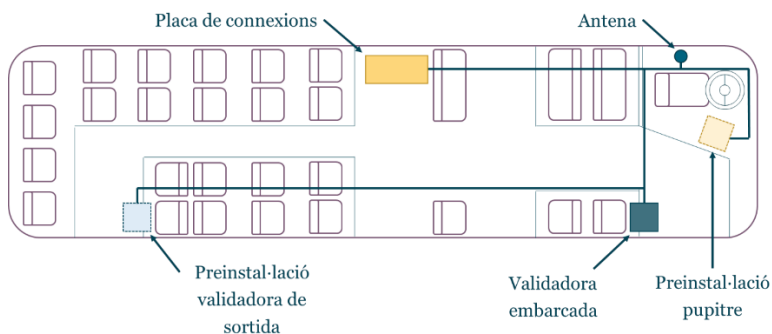 Placa de connexions
Antena
Preinstal·lació
validadora de
sortida
Validadora
embarcada
Preinstal·lació
pupitre